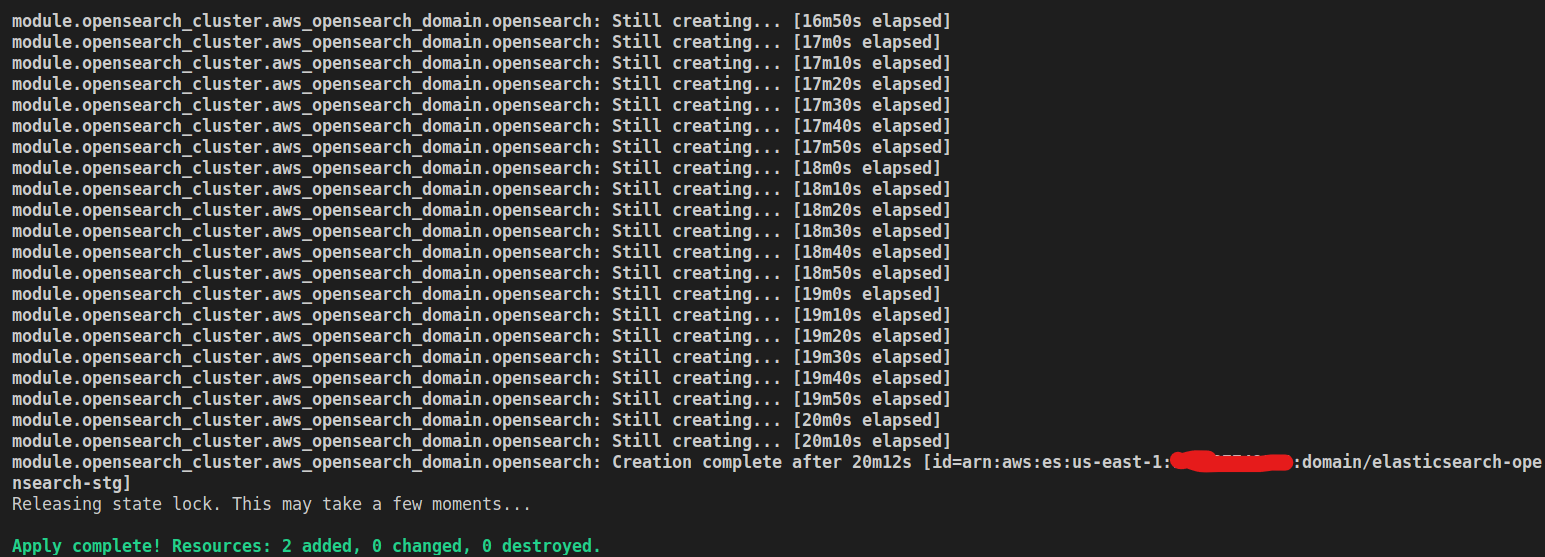 module.opensearch_cluster.aws_opensearch_domain.opensearch: Still creating... [16m50s elapsed]
module.opensearch_cluster.aws_opensearch_domain.opensearch: Still creating... [17m0s elapsed]
module.opensearch_cluster.aws_opensearch_domain.opensearch: Still creating... [17m10s elapsed]
module.opensearch_cluster.aws_opensearch_domain.opensearch: Still creating... [17m20s elapsed]
module.opensearch_cluster.aws_opensearch_domain.opensearch: Still creating... [17m30s elapsed]
module.opensearch_cluster.aws_opensearch_domain.opensearch: Still creating... [17m40s elapsed]
module.opensearch_cluster.aws_opensearch_domain.opensearch: Still creating... [17m50s elapsed]
module.opensearch_cluster.aws_opensearch_domain.opensearch: Still creating... [18m0s elapsed]
module.opensearch_cluster.aws_opensearch_domain.opensearch: Still creating... [18m10s elapsed]
module.opensearch_cluster.aws_opensearch_domain.opensearch: Still creating... [18m20s elapsed]
module.opensearch_cluster.aws_opensearch_domain.opensearch: Still creating... [18m30s elapsed]
module.opensearch_cluster.aws_opensearch_domain.opensearch: Still creating... [18m40s elapsed]
module.opensearch_cluster.aws_opensearch_domain.opensearch: Still creating... [18m50s elapsed]
module.opensearch_cluster.aws_opensearch_domain.opensearch: Still creating... [19m0s elapsed]
module.opensearch_cluster.aws_opensearch_domain.opensearch: Still creating... [19m10s elapsed]
module.opensearch_cluster.aws_opensearch_domain.opensearch: Still creating... [19m20s elapsed]
module.opensearch_cluster.aws_opensearch_domain.opensearch: Still creating... [19m30s elapsed]
module.opensearch_cluster.aws_opensearch_domain.opensearch: Still creating... [19m40s elapsed]
module.opensearch_cluster.aws_opensearch_domain.opensearch: Still creating... [19m50s elapsed]
module.opensearch_cluster.aws_opensearch_domain.opensearch: Still creating... [20m0s elapsed]
module.opensearch_cluster.aws_opensearch_domain.opensearch: Still creating... [20m10s elapsed]
module.opensearch_cluster.aws_opensearch_domain.opensearch: Creation complete after 20m12s [id=arn:aws:es:us-east-1: :domain/elasticsearch-ope
nsearch-stg]
Releasing state lock. This may take a few moments...
Apply complete! Resources: 2 added, 0 changed, 0 destroyed.